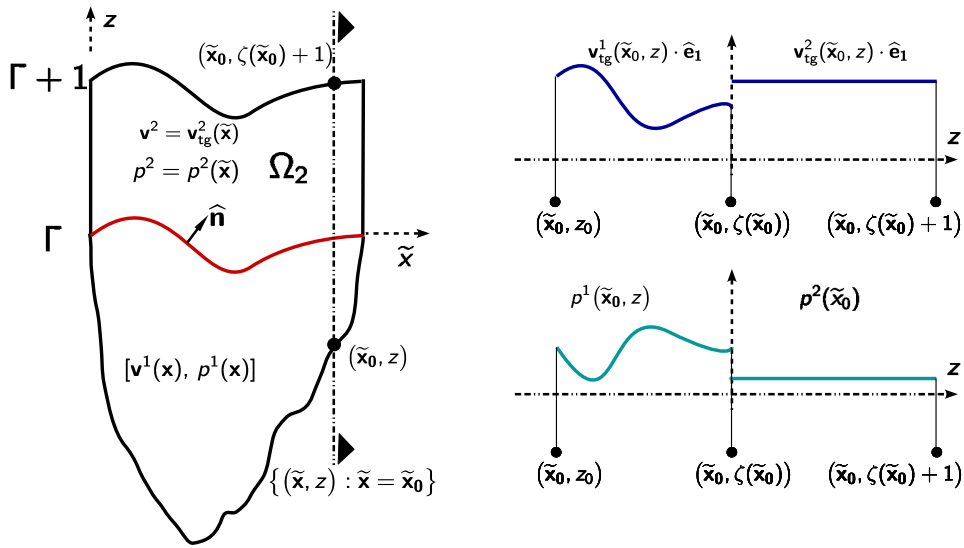 z
(x̃₀, ζ(x̃₀) + 1)
Γ + 1
v² = v²_tg(x̃)
p² = p²(x̃)
Ω₂
n̂
Γ
x̃
(x̃₀, z)
[v¹(x), p¹(x)]
{(x̃, z) : x̃ = x̃₀}
v¹_tg(x̃₀, z) · ê₁
v²_tg(x̃₀, z) · ê₁
z
(x̃₀, z₀)
(x̃₀, ζ(x̃₀))
(x̃₀, ζ(x̃₀) + 1)
p¹(x̃₀, z)
p²(x̃₀)
z
(x̃₀, z₀)
(x̃₀, ζ(x̃₀))
(x̃₀, ζ(x̃₀) + 1)